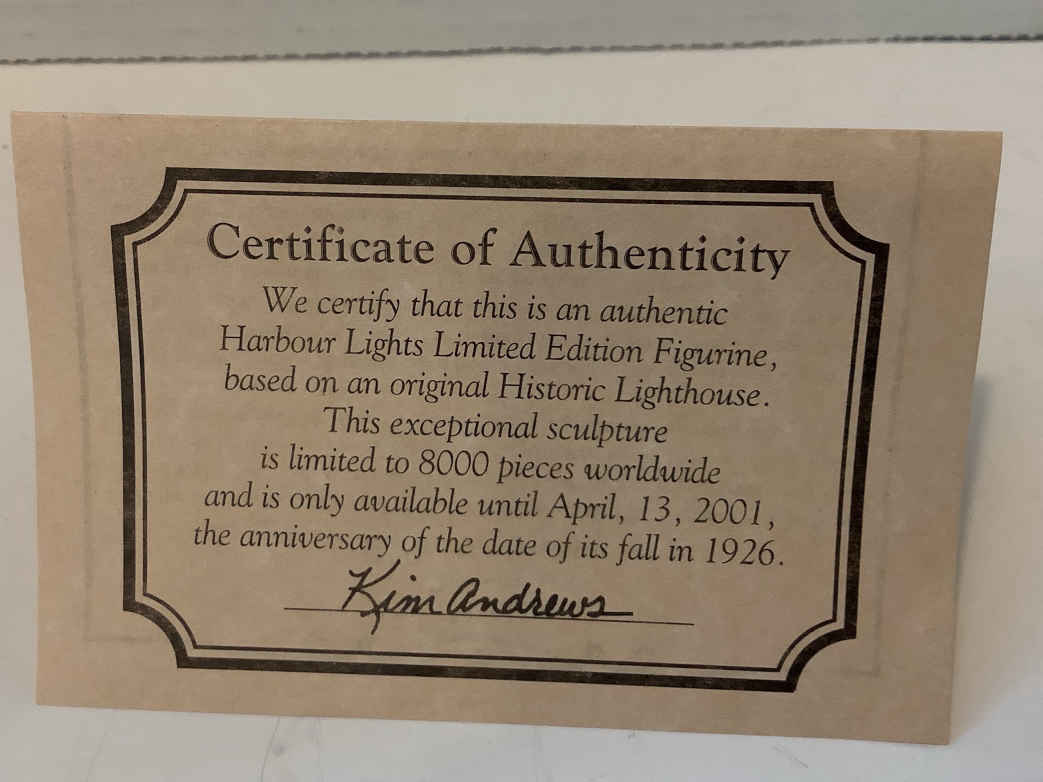 Certificate of Authenticity
We certify that this is an authentic
Harbour Lights Limited Edition Figurine,
based on an original Historic Lighthouse.
This exceptional sculpture
is limited to 8000 pieces worldwide
and is only available until April, 13, 2001,
the anniversary of the date of its fall in 1926.
Kim Andrews